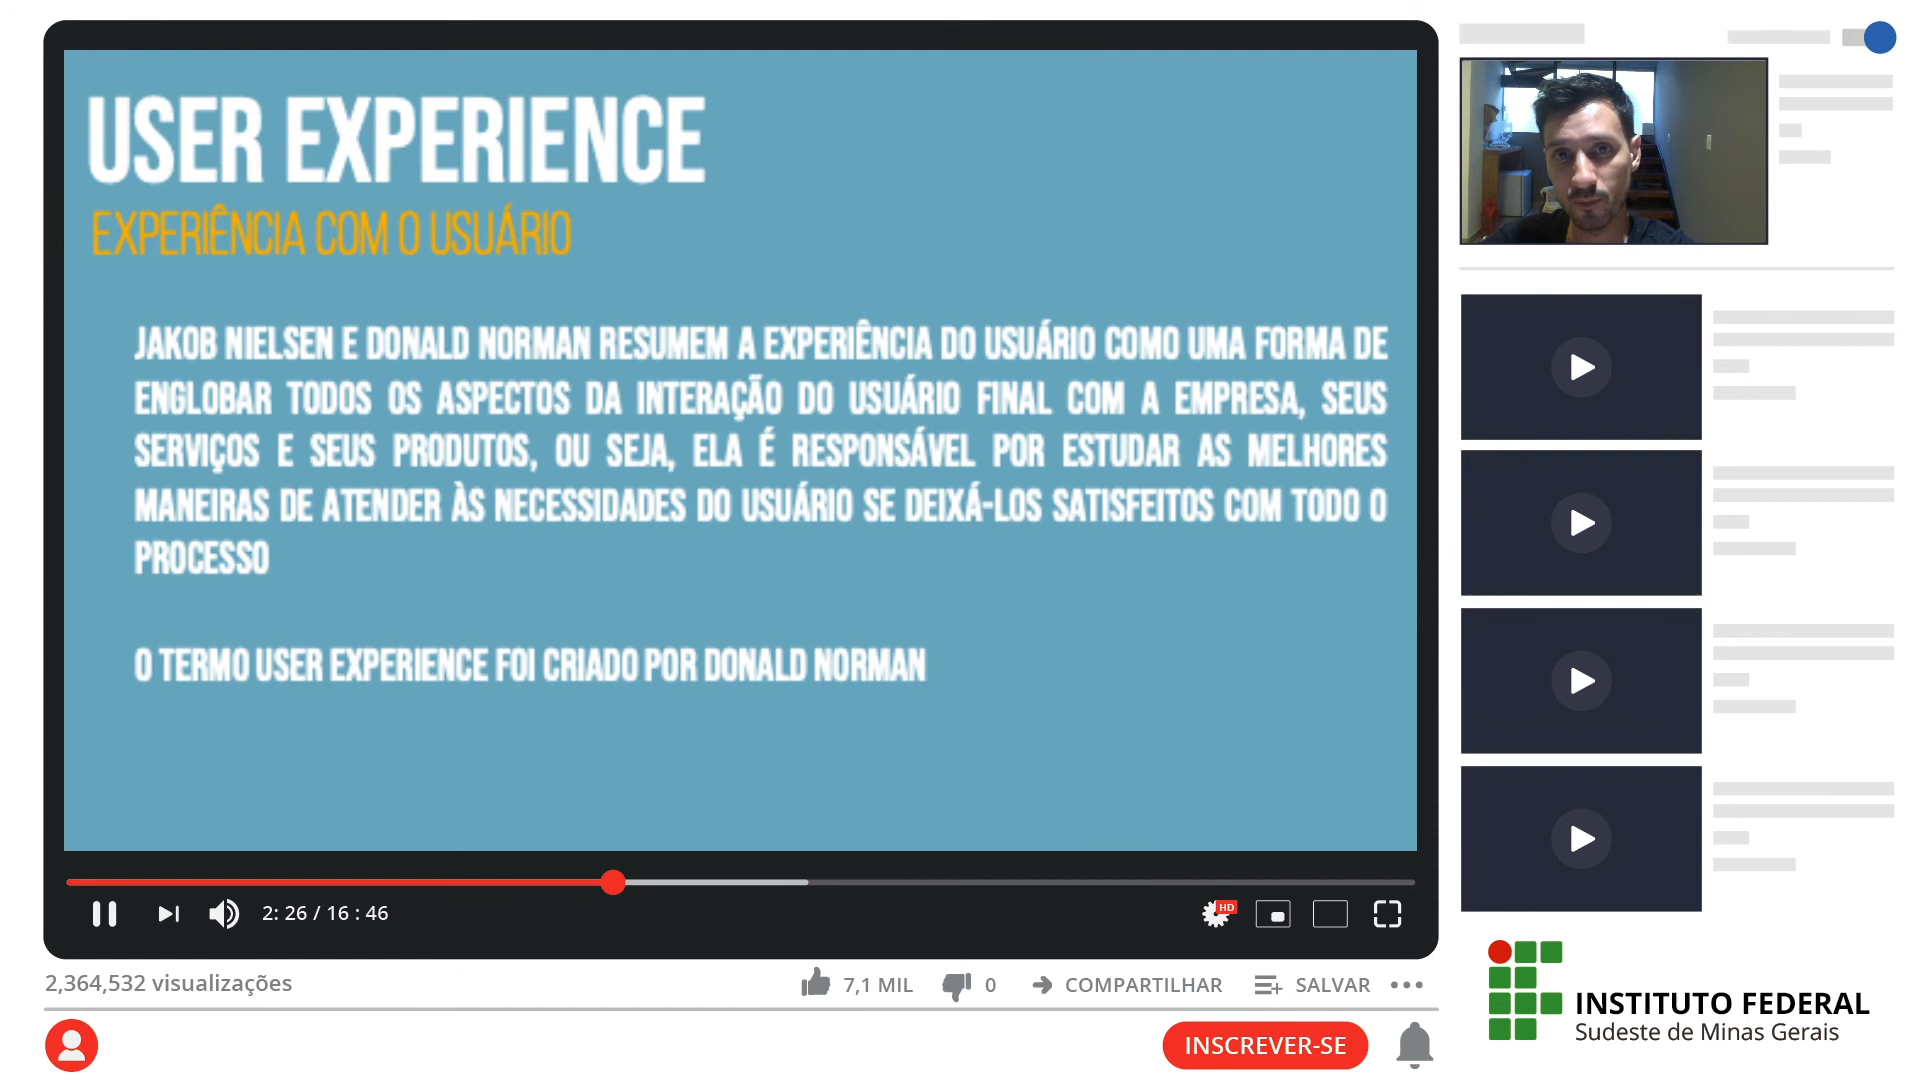 USER EXPERIENCE
EXPERIÊNCIA COM O USUÁRIO
JAKOB NIELSEN E DONALD NORMAN RESUMEM A EXPERIÊNCIA DO USUÁRIO COMO UMA FORMA DE
ENGLOBAR TODOS OS ASPECTOS DA INTERAÇÃO DO USUÁRIO FINAL COM A EMPRESA, SEUS
SERVIÇOS E SEUS PRODUTOS, OU SEJA, ELA É RESPONSÁVEL POR ESTUDAR AS MELHORES
MANEIRAS DE ATENDER ÀS NECESSIDADES DO USUÁRIO SE DEIXÁ-LOS SATISFEITOS COM TODO O
PROCESSO
O TERMO USER EXPERIENCE FOI CRIADO POR DONALD NORMAN
2: 26 / 16 : 46
HD
2,364,532 visualizações
7,1 MIL
0
COMPARTILHAR
SALVAR
INSCREVER-SE
INSTITUTO FEDERAL
Sudeste de Minas Gerais